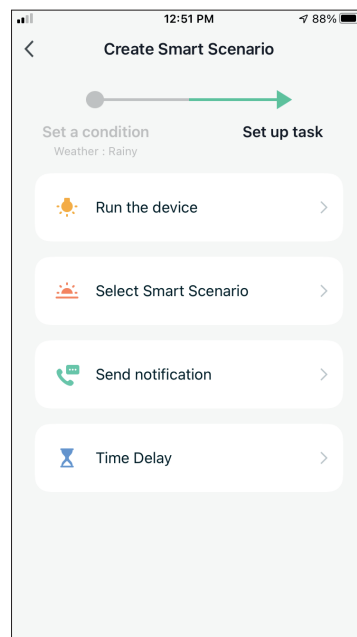 12:51 PM
88%
Create Smart Scenario
Set a condition
Set up task
Weather : Rainy
Run the device
Select Smart Scenario
Send notification
Time Delay